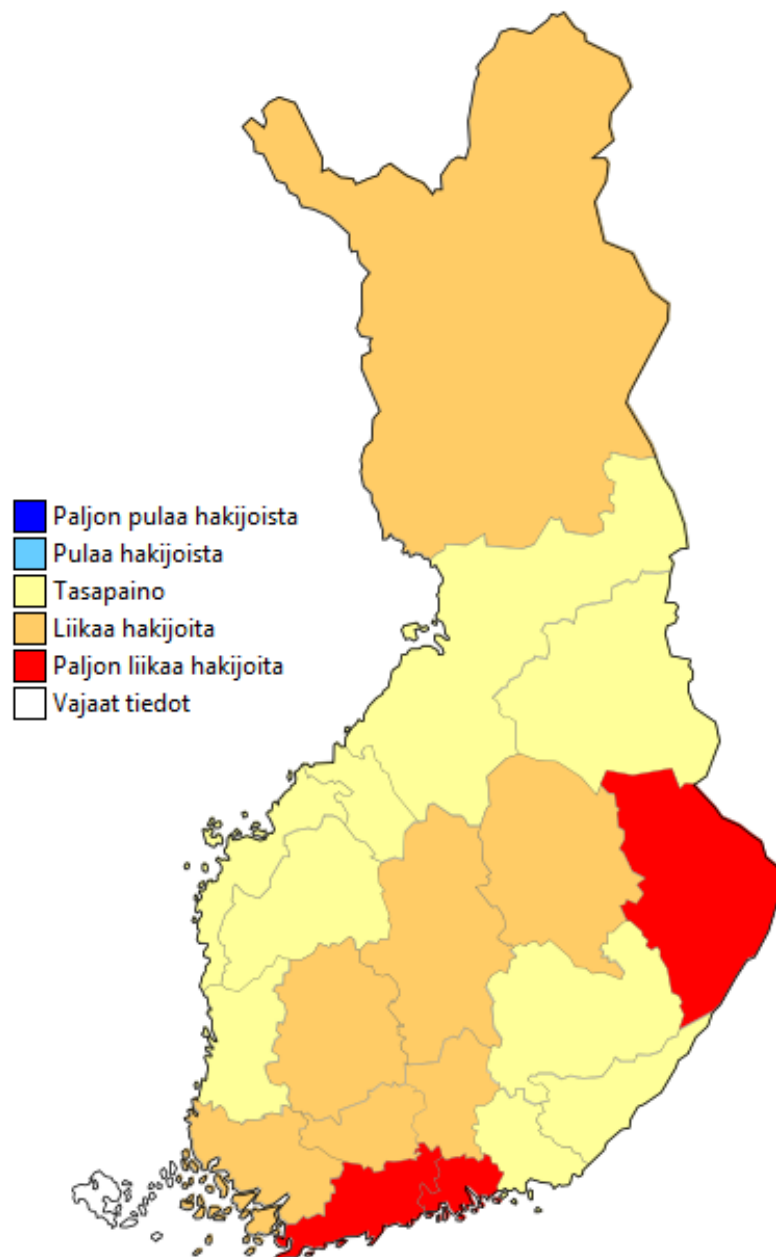 Paljon pulaa hakijoista
Pulaa hakijoista
Tasapaino
Liikaa hakijoita
Paljon liikaa hakijoita
Vajaat tiedot